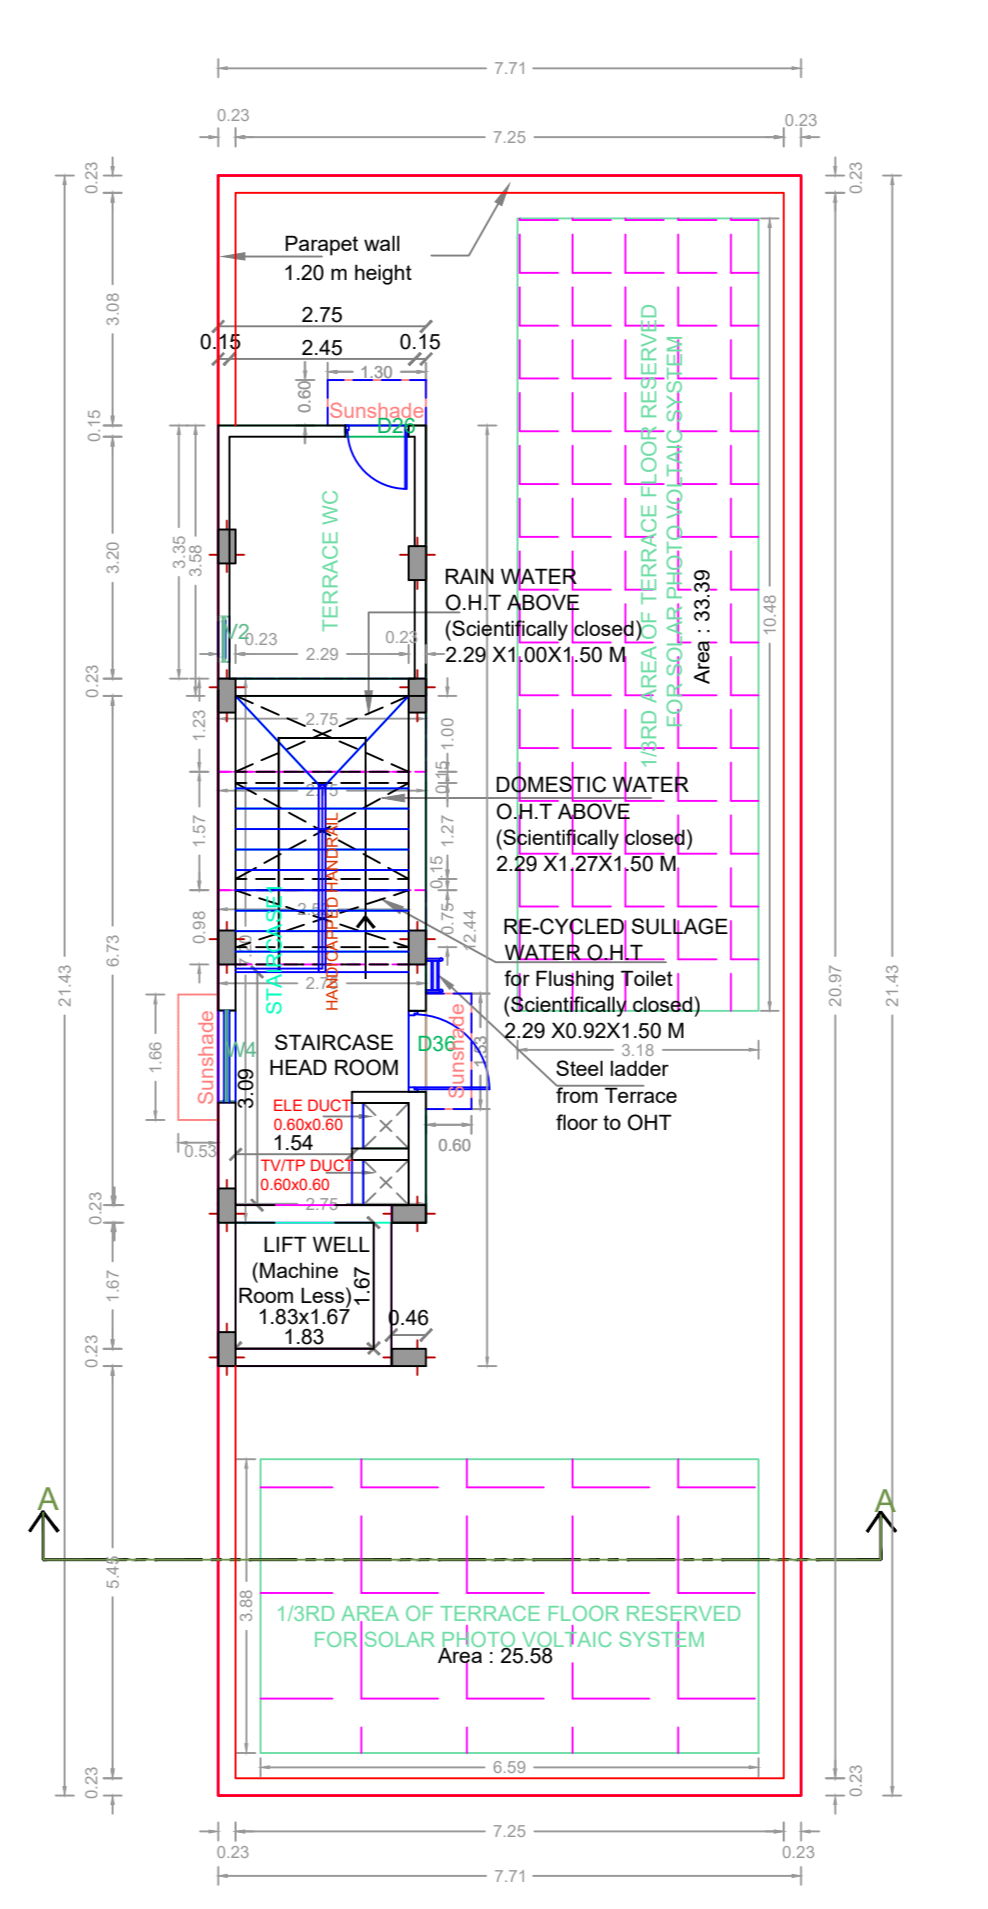 7.71
0.23
7.25
0.23
0.23
0.23
Parapet wall
1.20 m height
3.08
2.75
0.15
2.45
0.15
1.30
0.60
Sunshade
D26
0.15
TERRACE WC
3.20
3.35
3.58
RAIN WATER
O.H.T ABOVE
(Scientifically closed)
2.29 X1.00X1.50 M
V2
0.23
2.29
0.23
0.23
1/3RD AREA OF TERRACE FLOOR RESERVED
FOR SOLAR PHOTO VOLTAIC SYSTEM
Area : 33.39
10.48
2.75
1.23
1.00
0.15
DOMESTIC WATER
O.H.T ABOVE
(Scientifically closed)
2.29 X1.27X1.50 M
1.57
1.27
0.15
HANDICAPPED HANDRAIL
STAIRCASE1
0.98
0.75
12.44
6.73
RE-CYCLED SULLAGE
WATER O.H.T
for Flushing Toilet
(Scientifically closed)
2.29 X0.92X1.50 M
21.43
20.97
21.43
3.18
Sunshade
1.66
W4
STAIRCASE
HEAD ROOM
D36
Sunshade
1.53
Steel ladder
from Terrace
floor to OHT
3.09
ELE DUCT
0.60x0.60
1.54
0.53
0.60
TV/TP DUCT
0.60x0.60
2.75
0.23
LIFT WELL
(Machine
Room Less)
1.83x1.67
1.83
1.67
0.46
1.67
0.23
A
A
5.45
3.88
1/3RD AREA OF TERRACE FLOOR RESERVED
FOR SOLAR PHOTO VOLTAIC SYSTEM
Area : 25.58
6.59
0.23
0.23
7.25
0.23
0.23
7.71